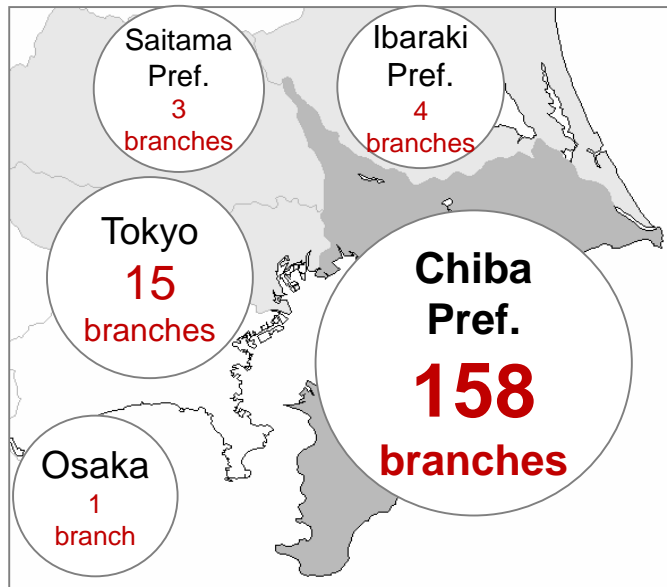 Saitama
Pref.
3
branches
Ibaraki
Pref.
4
branches
Tokyo
15
branches
Chiba
Pref.
158
branches
Osaka
1
branch